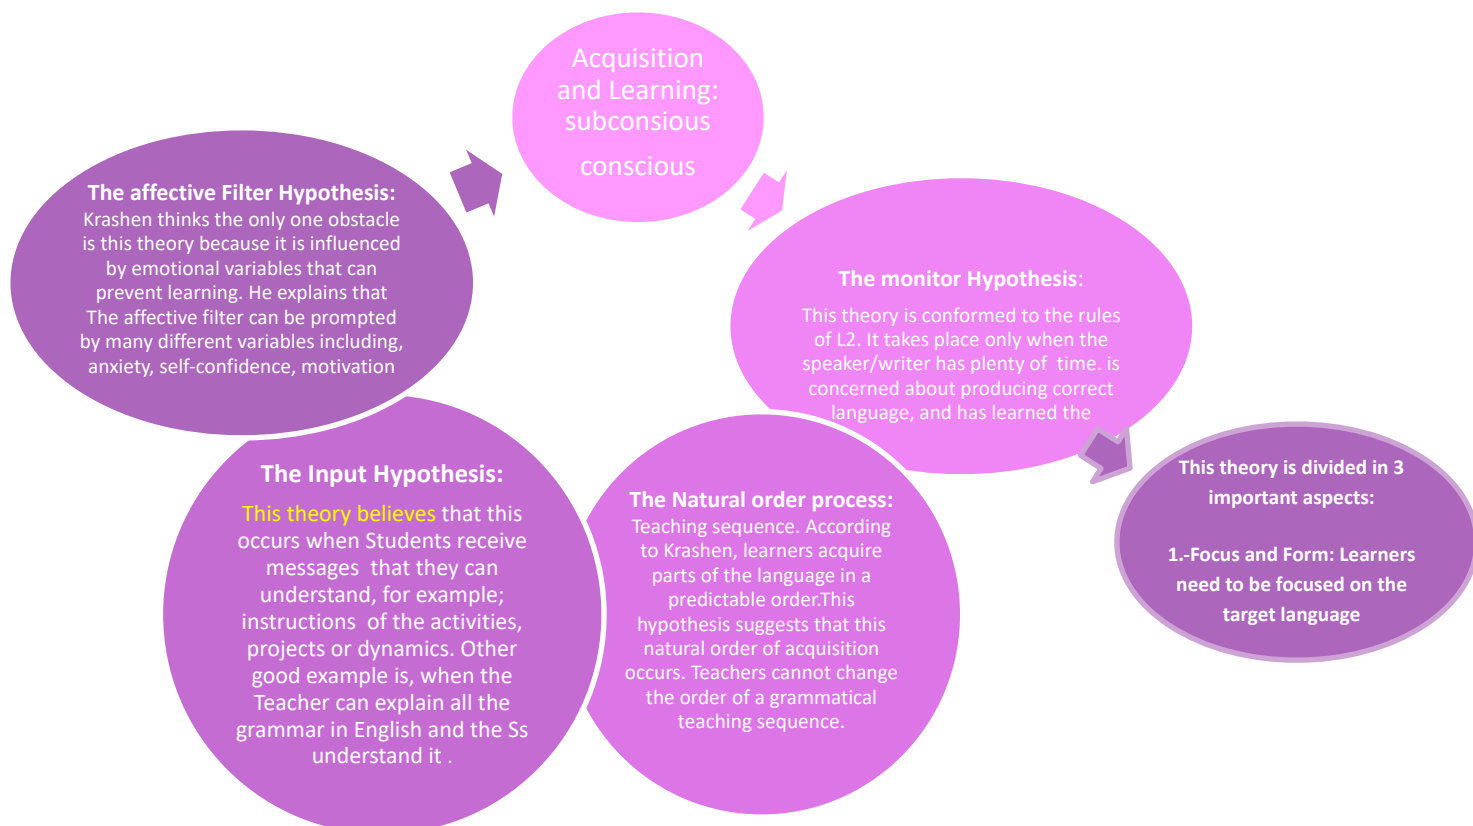 Acquisition
and Learning:
subconsious
conscious
The affective Filter Hypothesis:
Krashen thinks the only one obstacle
is this theory because it is influenced
by emotional variables that can
prevent learning. He explains that
The affective filter can be prompted
by many different variables including,
anxiety, self-confidence, motivation
The monitor Hypothesis:
This theory is conformed to the rules
of L2. It takes place only when the
speaker/writer has plenty of  time. is
concerned about producing correct
language, and has learned the
This theory is divided in 3
important aspects:
1.-Focus and Form: Learners
need to be focused on the
target language
The Input Hypothesis:
This theory believes that this
occurs when Students receive
messages  that they can
understand, for example;
instructions  of the activities,
projects or dynamics. Other
good example is, when the
Teacher can explain all the
grammar in English and the Ss
understand it .
The Natural order process:
Teaching sequence. According
to Krashen, learners acquire
parts of the language in a
predictable order.This
hypothesis suggests that this
natural order of acquisition
occurs. Teachers cannot change
the order of a grammatical
teaching sequence.